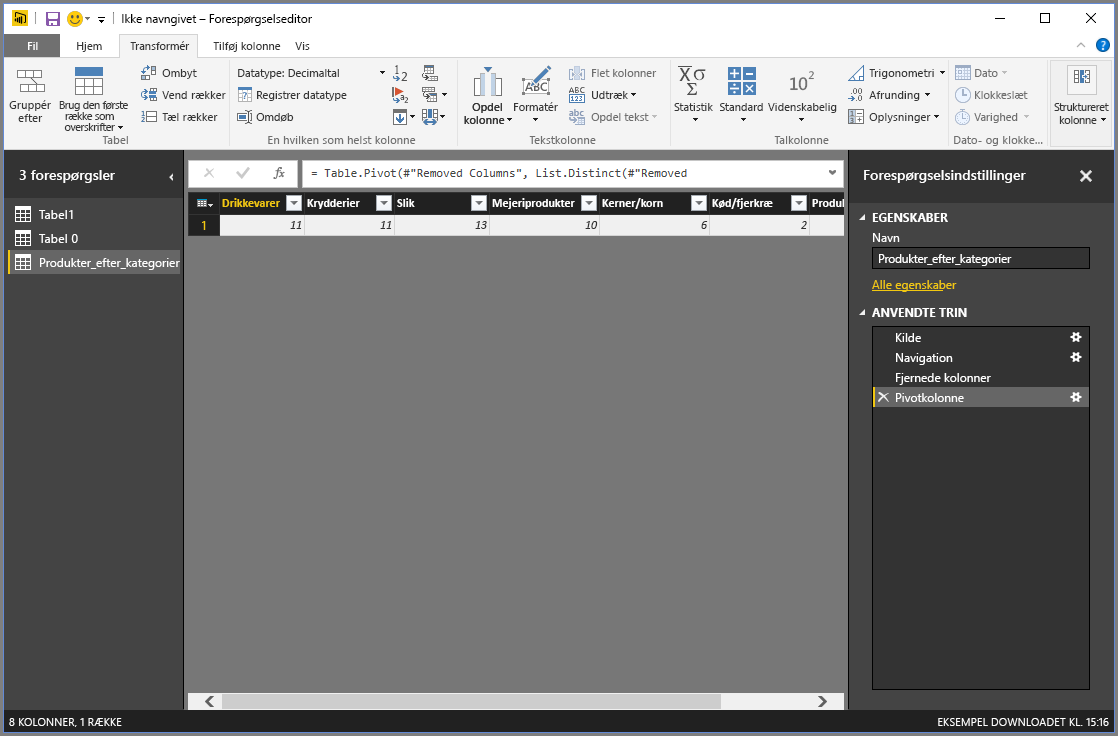 Ikke navngivet – Forespørgselseditor
Fil Hjem Transformér Tilføj kolonne Vis
Gruppér efter
Brug den første række som overskrifter
Ombyt
Vend rækker
Tæl rækker
Tabel
Datatype: Decimaltal
Registrer datatype
Omdøb
En hvilken som helst kolonne
Opdel kolonne
Formatér
Flet kolonner
Udtræk
Opdel tekst
Tekstkolonne
Statistik
Standard
10²
Videnskabelig
Trigonometri
Afrunding
Oplysninger
Talkolonne
Dato
Klokkeslæt
Varighed
Dato- og klokke...
Struktureret kolonne
3 forespørgsler
Tabel1
Tabel 0
Produkter_efter_kategorier
fx
= Table.Pivot(#"Removed Columns", List.Distinct(#"Removed
Drikkevarer Krydderier Slik Mejeriprodukter Kerner/korn Kød/fjerkræ Produ
1 11 11 13 10 6 2
Forespørgselsindstillinger
EGENSKABER
Navn
Produkter_efter_kategorier
Alle egenskaber
ANVENDTE TRIN
Kilde
Navigation
Fjernede kolonner
Pivotkolonne
8 KOLONNER, 1 RÆKKE
EKSEMPEL DOWNLOADET KL. 15:16